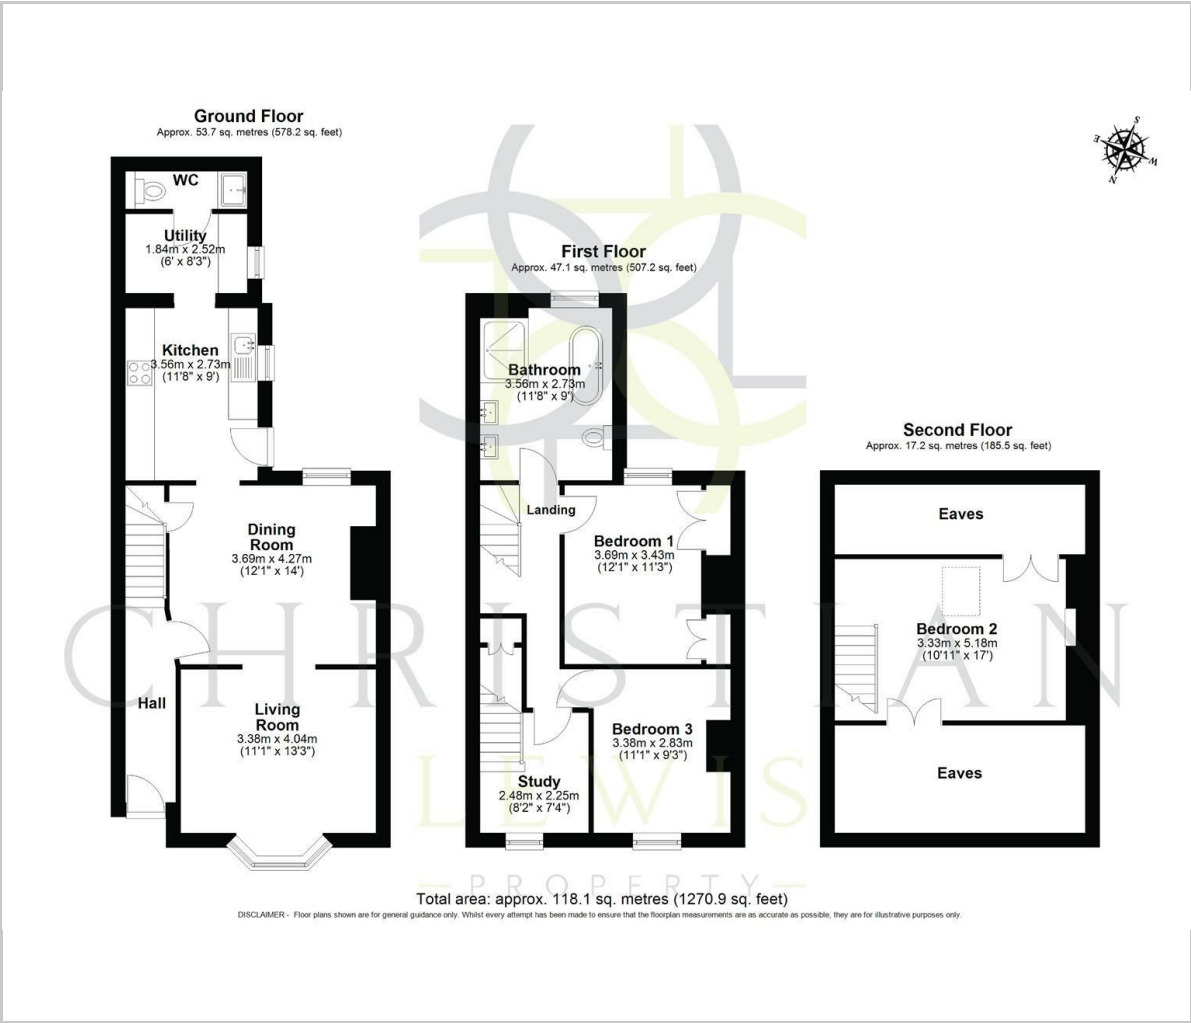 Ground Floor
Approx. 53.7 sq. metres (578.2 sq. feet)
WC
Utility
1.84m x 2.52m
(6' x 8'3")
Kitchen
3.56m x 2.73m
(11'8" x 9')
Dining
Room
3.69m x 4.27m
(12'1" x 14')
Hall
Living
Room
3.38m x 4.04m
(11'1" x 13'3")
First Floor
Approx. 47.1 sq. metres (507.2 sq. feet)
Bathroom
3.56m x 2.73m
(11'8" x 9')
Landing
Bedroom 1
3.69m x 3.43m
(12'1" x 11'3")
Bedroom 3
3.38m x 2.83m
(11'1" x 9'3")
Study
2.48m x 2.25m
(8'2" x 7'4")
Second Floor
Approx. 17.2 sq. metres (185.5 sq. feet)
Eaves
Bedroom 2
3.33m x 5.18m
(10'11" x 17')
Eaves
S
E
W
N
CHRISTIAN
LEWIS
PROPERTY
Total area: approx. 118.1 sq. metres (1270.9 sq. feet)
DISCLAIMER - Floor plans shown are for general guidance only. Whilst every attempt has been made to ensure that the floorplan measurements are as accurate as possible, they are for illustrative purposes only.